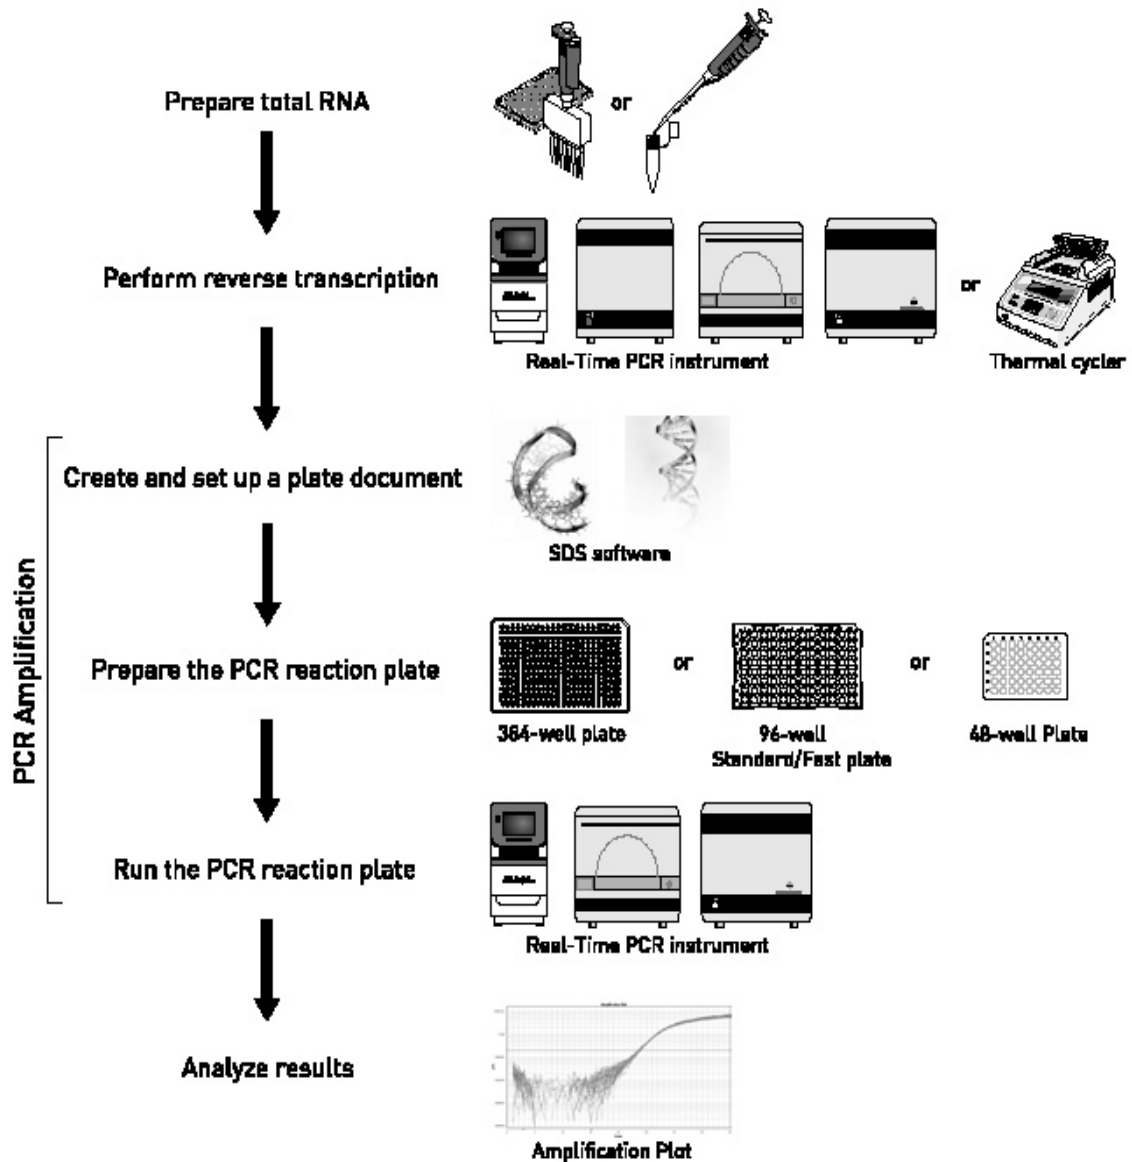 Prepare total RNA
or
Perform reverse transcription
or
Real-Time PCR instrument
Thermal cycler
Create and set up a plate document
SDS software
PCR Amplification
Prepare the PCR reaction plate
or
or
384-well plate
96-well
Standard/Fast plate
48-well Plate
Run the PCR reaction plate
Real-Time PCR instrument
Analyze results
Amplification Plot